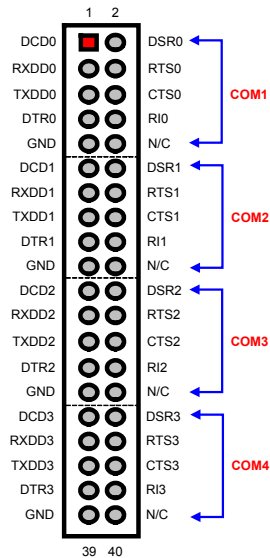 1 2
DCD0 DSR0
RXDD0 RTS0
TXDD0 CTS0
DTR0 RI0
GND N/C
COM1
DCD1 DSR1
RXDD1 RTS1
TXDD1 CTS1
DTR1 RI1
GND N/C
COM2
DCD2 DSR2
RXDD2 RTS2
TXDD2 CTS2
DTR2 RI2
GND N/C
COM3
DCD3 DSR3
RXDD3 RTS3
TXDD3 CTS3
DTR3 RI3
GND N/C
COM4
39 40